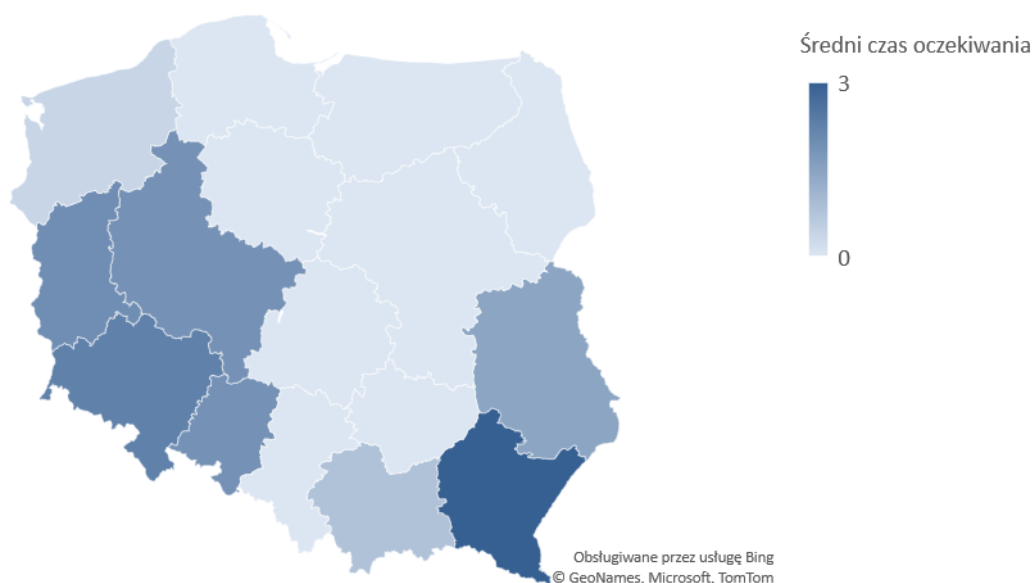 Średni czas oczekiwania
3
0
Obsługiwane przez usługę Bing
© GeoNames, Microsoft, TomTom